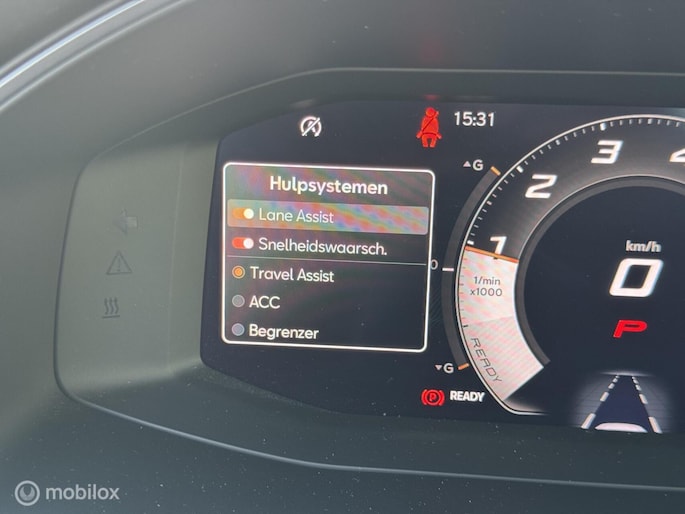 15:31
Hulpsystemen
Lane Assist
Snelheidswaarsch.
Travel Assist
ACC
Begrenzer
G
0
G
1
2
3
4
1/min
x1000
READY
km/h
0
P
P READY
mobilox